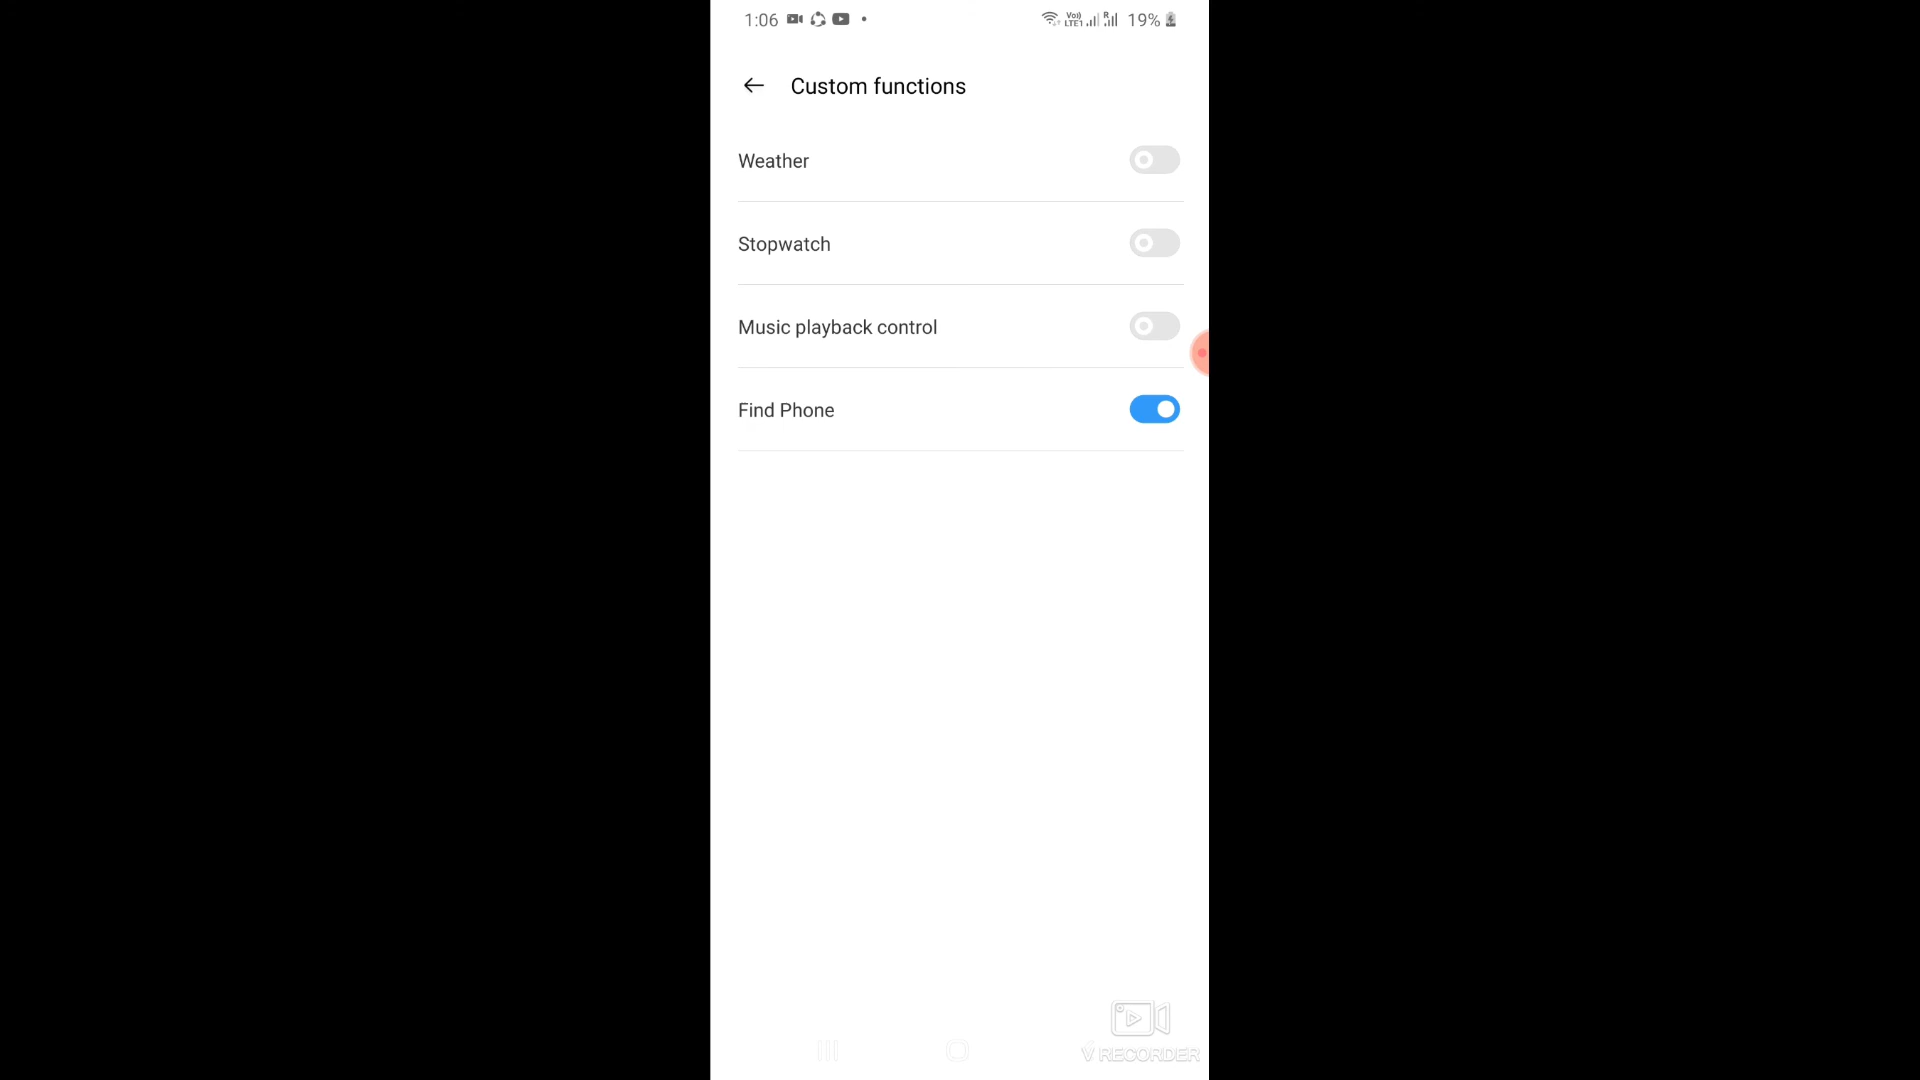 1:06 19%
Custom functions
Weather
Stopwatch
Music playback control
Find Phone
V RECORDER